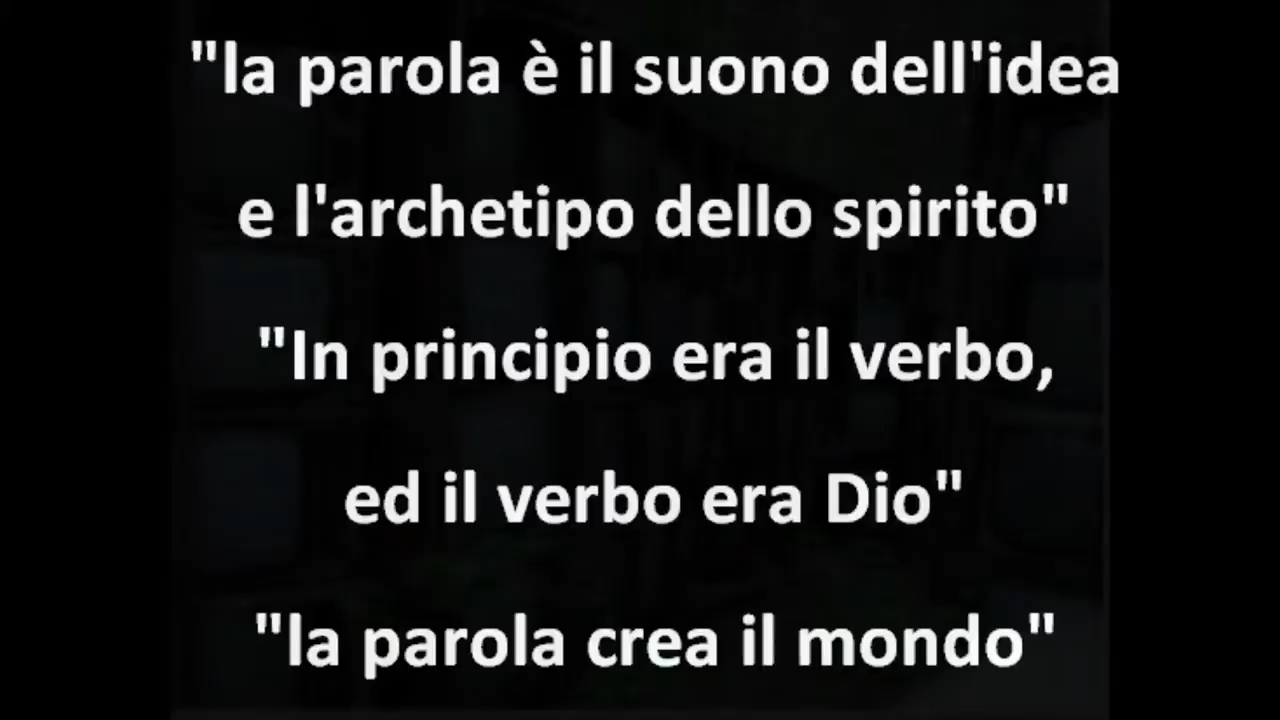 "la parola è il suono dell'idea
e l'archetipo dello spirito"
"In principio era il verbo,
ed il verbo era Dio"
"la parola crea il mondo"